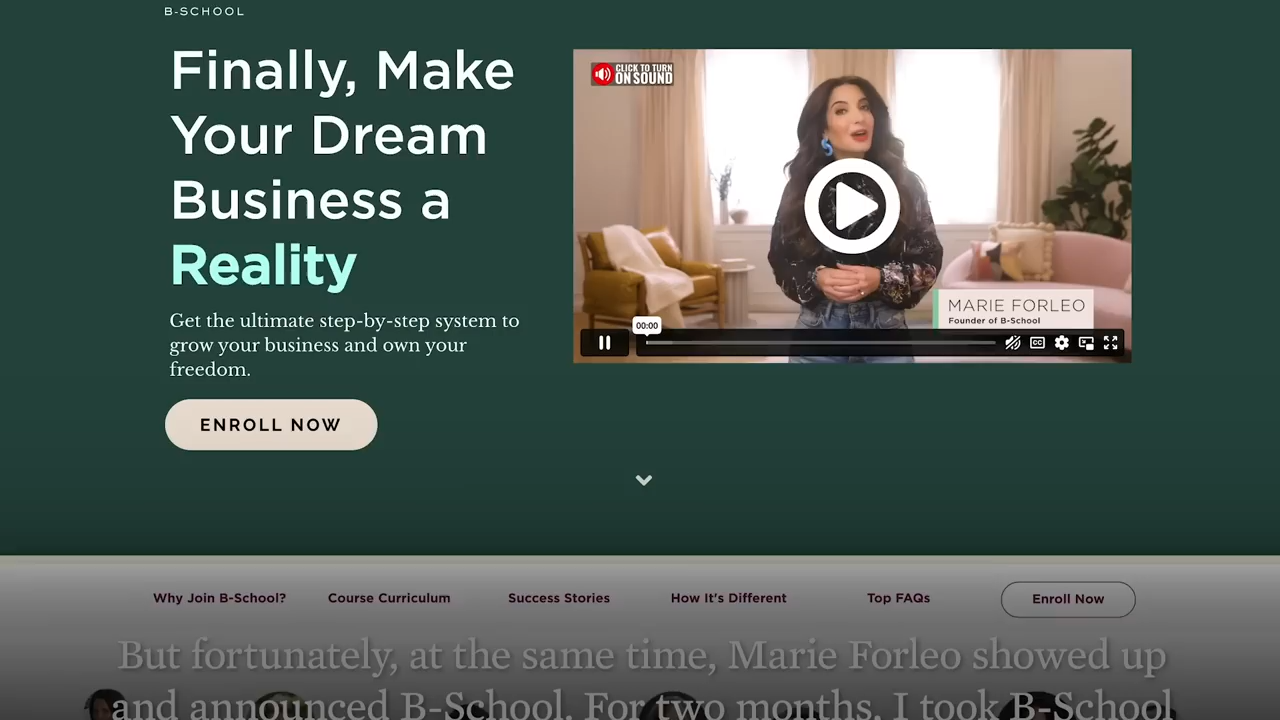 B-SCHOOL
Finally, Make
Your Dream
Business a
Reality
Get the ultimate step-by-step system to
grow your business and own your
freedom.
ENROLL NOW
CLICK TO TURN
ON SOUND
MARIE FORLEO
Founder of B-School
00:00
CC
Why Join B-School?
Course Curriculum
Success Stories
How It's Different
Top FAQs
Enroll Now
But fortunately, at the same time, Marie Forleo showed up
and announced B-School. For two months, I took B-School